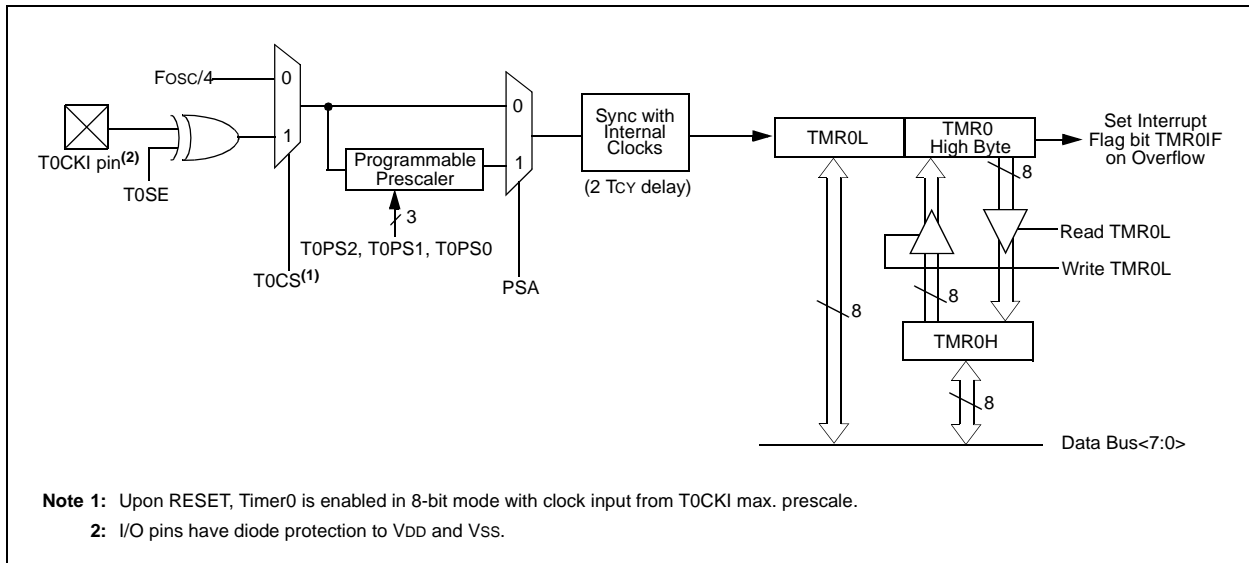 FOSC/4
0
1
T0CKI pin(2)
T0SE
T0CS(1)
Programmable
Prescaler
3
T0PS2, T0PS1, T0PS0
0
1
PSA
Sync with
Internal
Clocks
(2 TCY delay)
TMR0L
TMR0
High Byte
Set Interrupt
Flag bit TMR0IF
on Overflow
8
Read TMR0L
Write TMR0L
8
8
TMR0H
8
Data Bus<7:0>
Note 1: Upon RESET, Timer0 is enabled in 8-bit mode with clock input from T0CKI max. prescale.
2: I/O pins have diode protection to VDD and VSS.